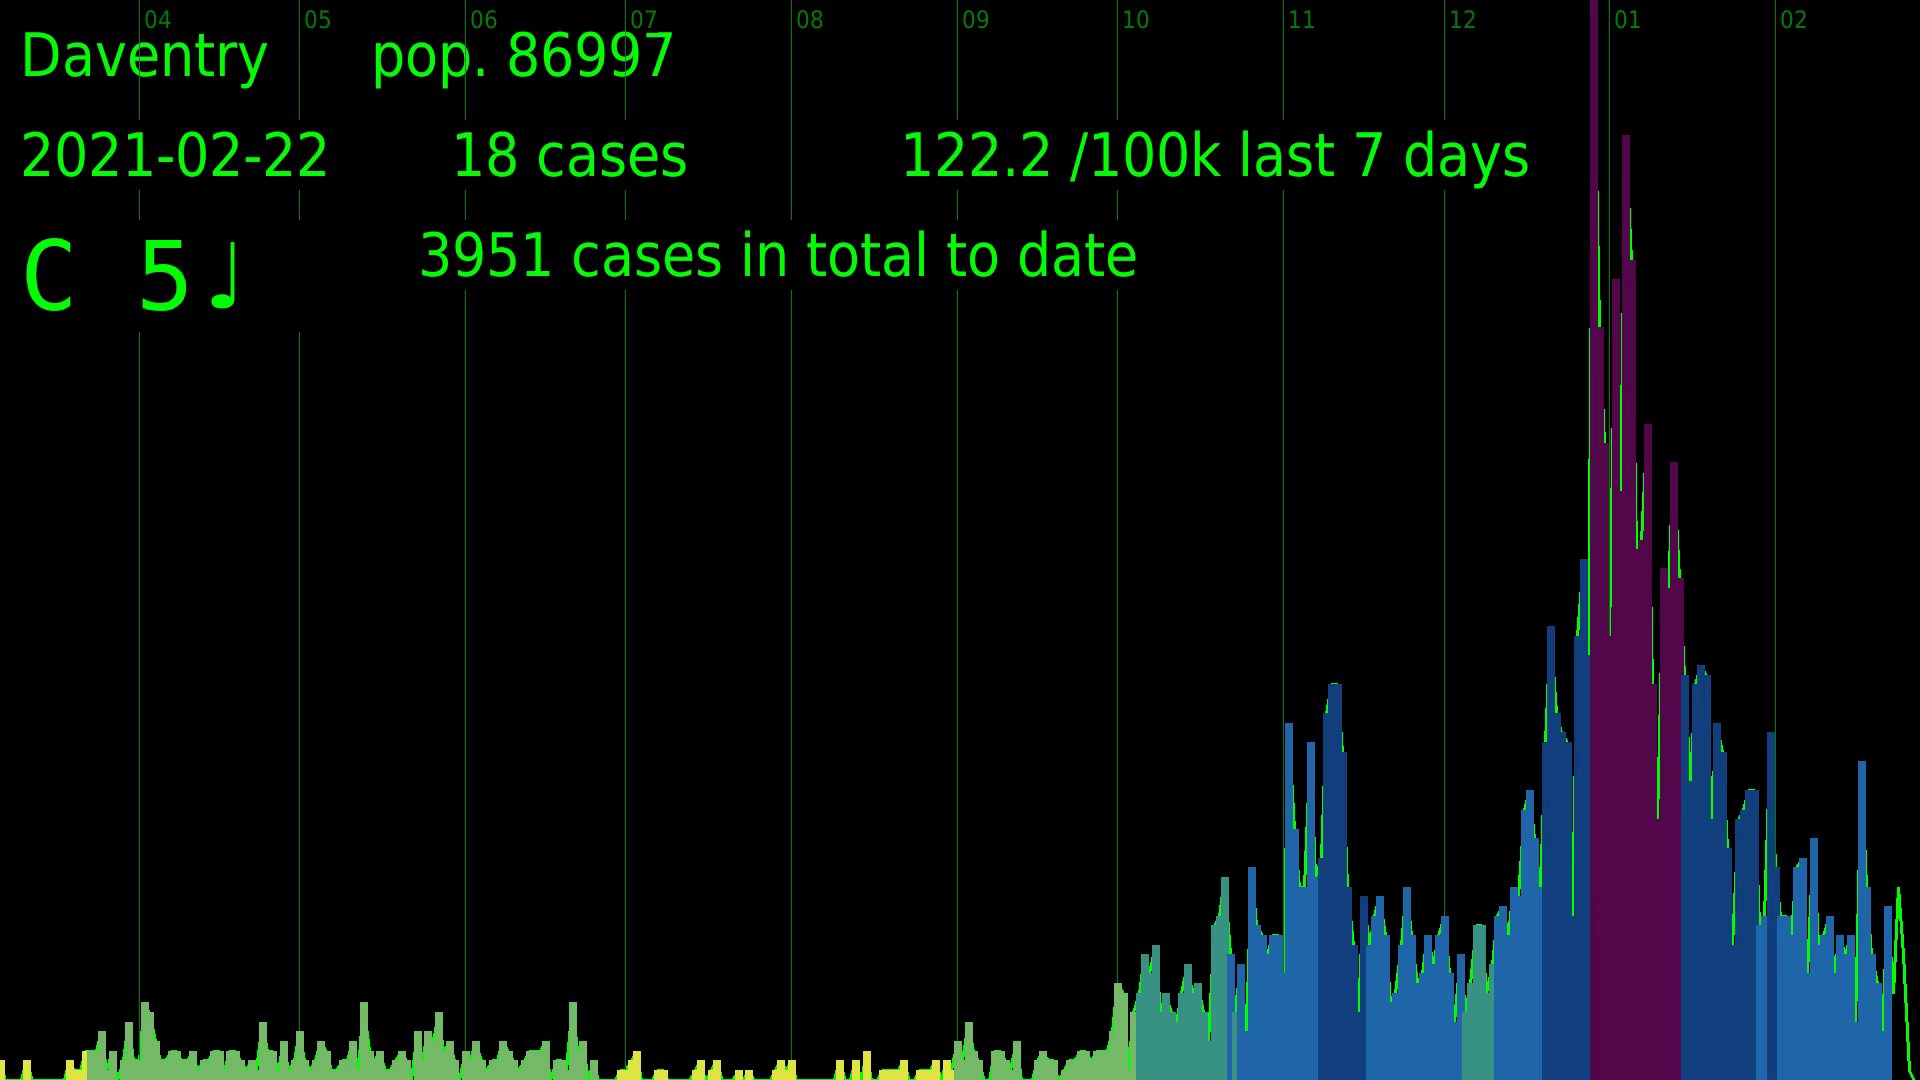 04 05 06 07 08 09 10 11 12 01 02
Daventry pop. 86997
2021-02-22 18 cases 122.2 /100k last 7 days
C 5♩ 3951 cases in total to date